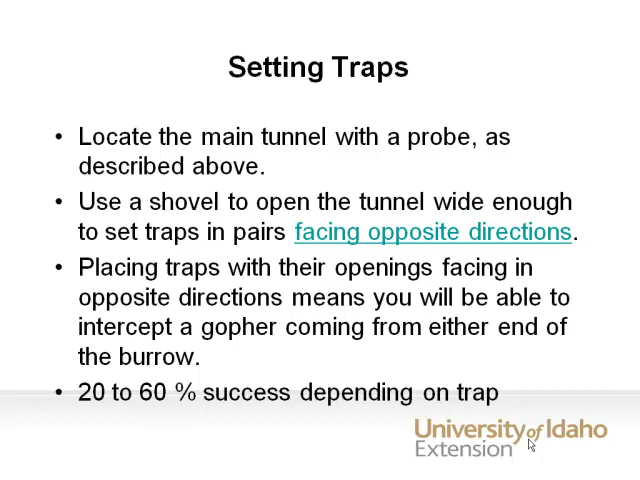 Setting Traps
• Locate the main tunnel with a probe, as
described above.
• Use a shovel to open the tunnel wide enough
to set traps in pairs facing opposite directions.
• Placing traps with their openings facing in
opposite directions means you will be able to
intercept a gopher coming from either end of
the burrow.
• 20 to 60 % success depending on trap
University of Idaho
Extension